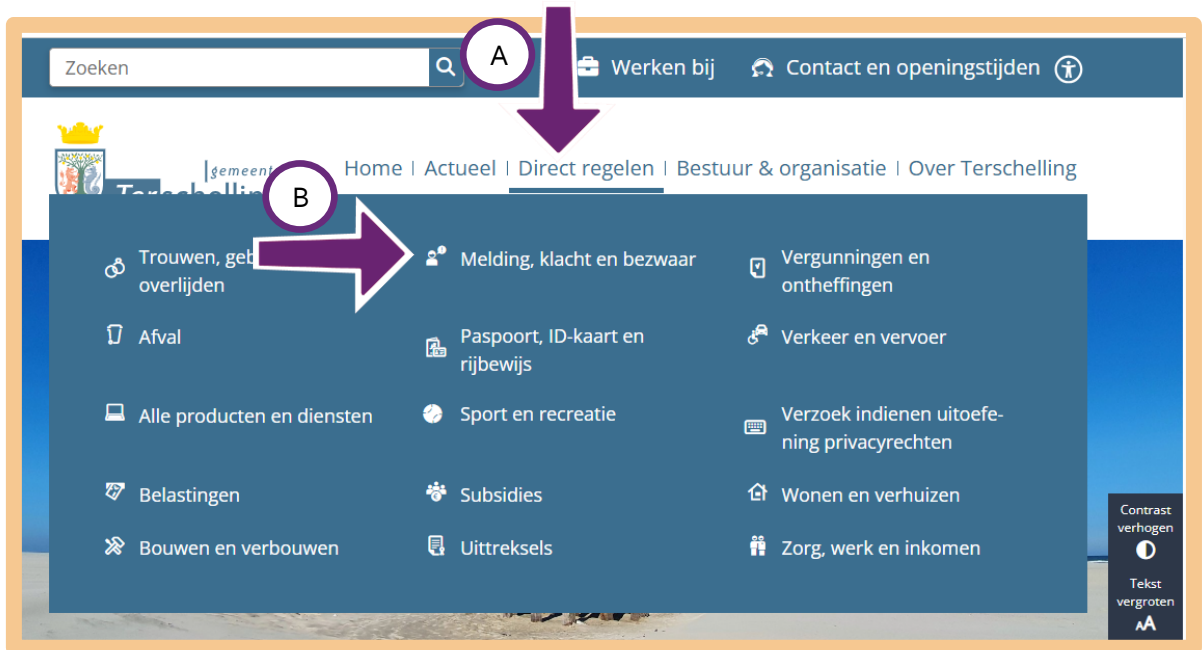 A
Zoeken
Werken bij
Contact en openingstijden
Home | Actueel | Direct regelen | Bestuur & organisatie | Over Terschelling
B
Trouwen,
overlijden
Melding, klacht en bezwaar
Vergunningen en
ontheffingen
Afval
Paspoort, ID-kaart en
rijbewijs
Verkeer en vervoer
Alle producten en diensten
Sport en recreatie
Verzoek indienen uitoefe-
ning privacyrechten
Belastingen
Subsidies
Wonen en verhuizen
Bouwen en verbouwen
Uittreksels
Zorg, werk en inkomen
Contrast
verhogen
Tekst
vergroten
AA